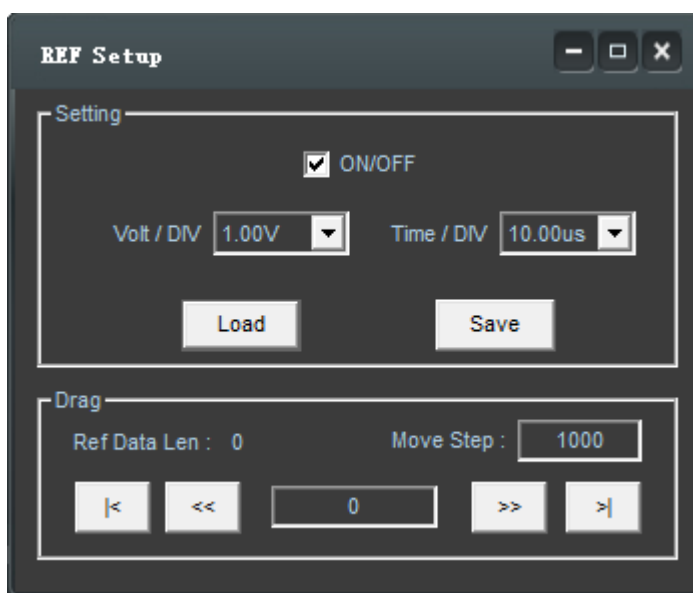 REF Setup
Setting
ON/OFF
Volt / DIV 1.00V Time / DIV 10.00us
Load Save
Drag
Ref Data Len : 0 Move Step : 1000
|< << 0 >> >|